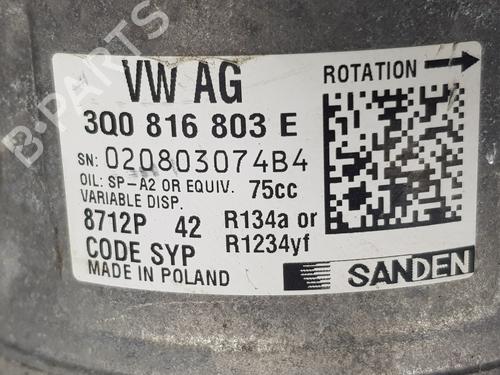 B-PARTS
VW AG
ROTATION
3Q0 816 803 E
SN: 020803074B4
OIL: SP-A2 OR EQUIV. 75cc
VARIABLE DISP.
8712P 42 R134a or
CODE SYP R1234yf
MADE IN POLAND
SANDEN